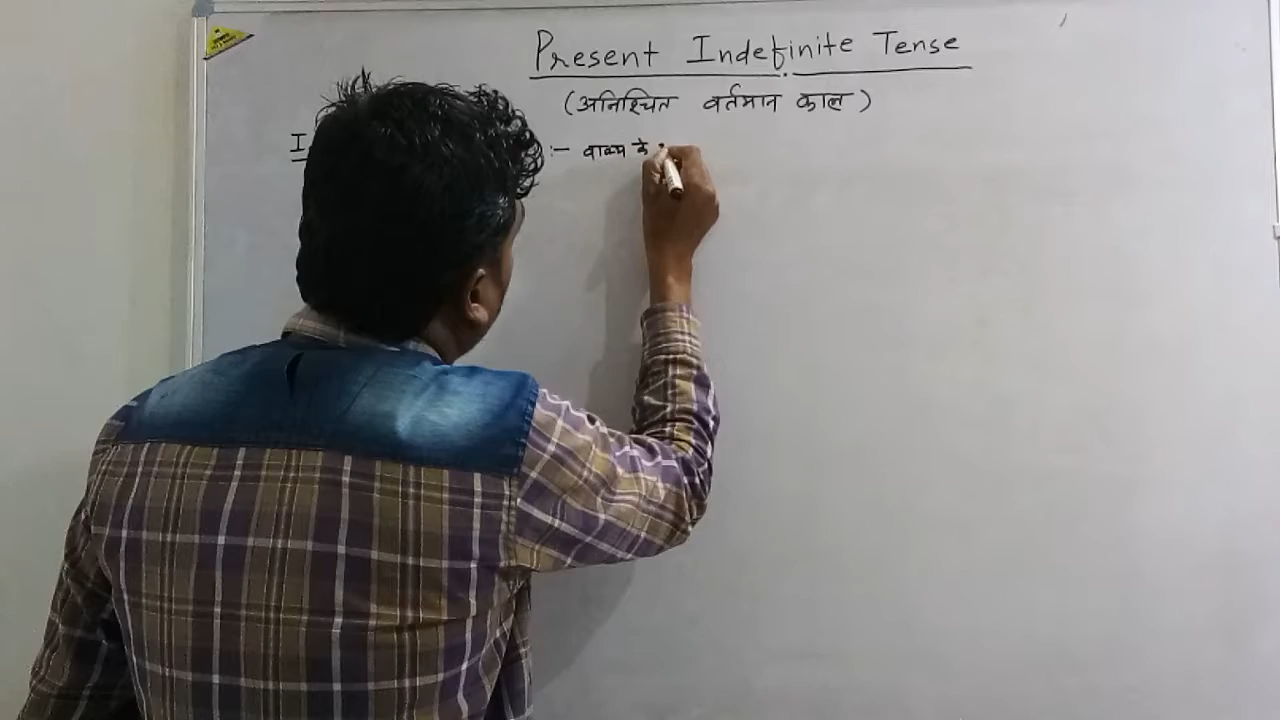 Present Indefinite Tense
(अनिश्चित वर्तमान काल)
I :- वाक्य के